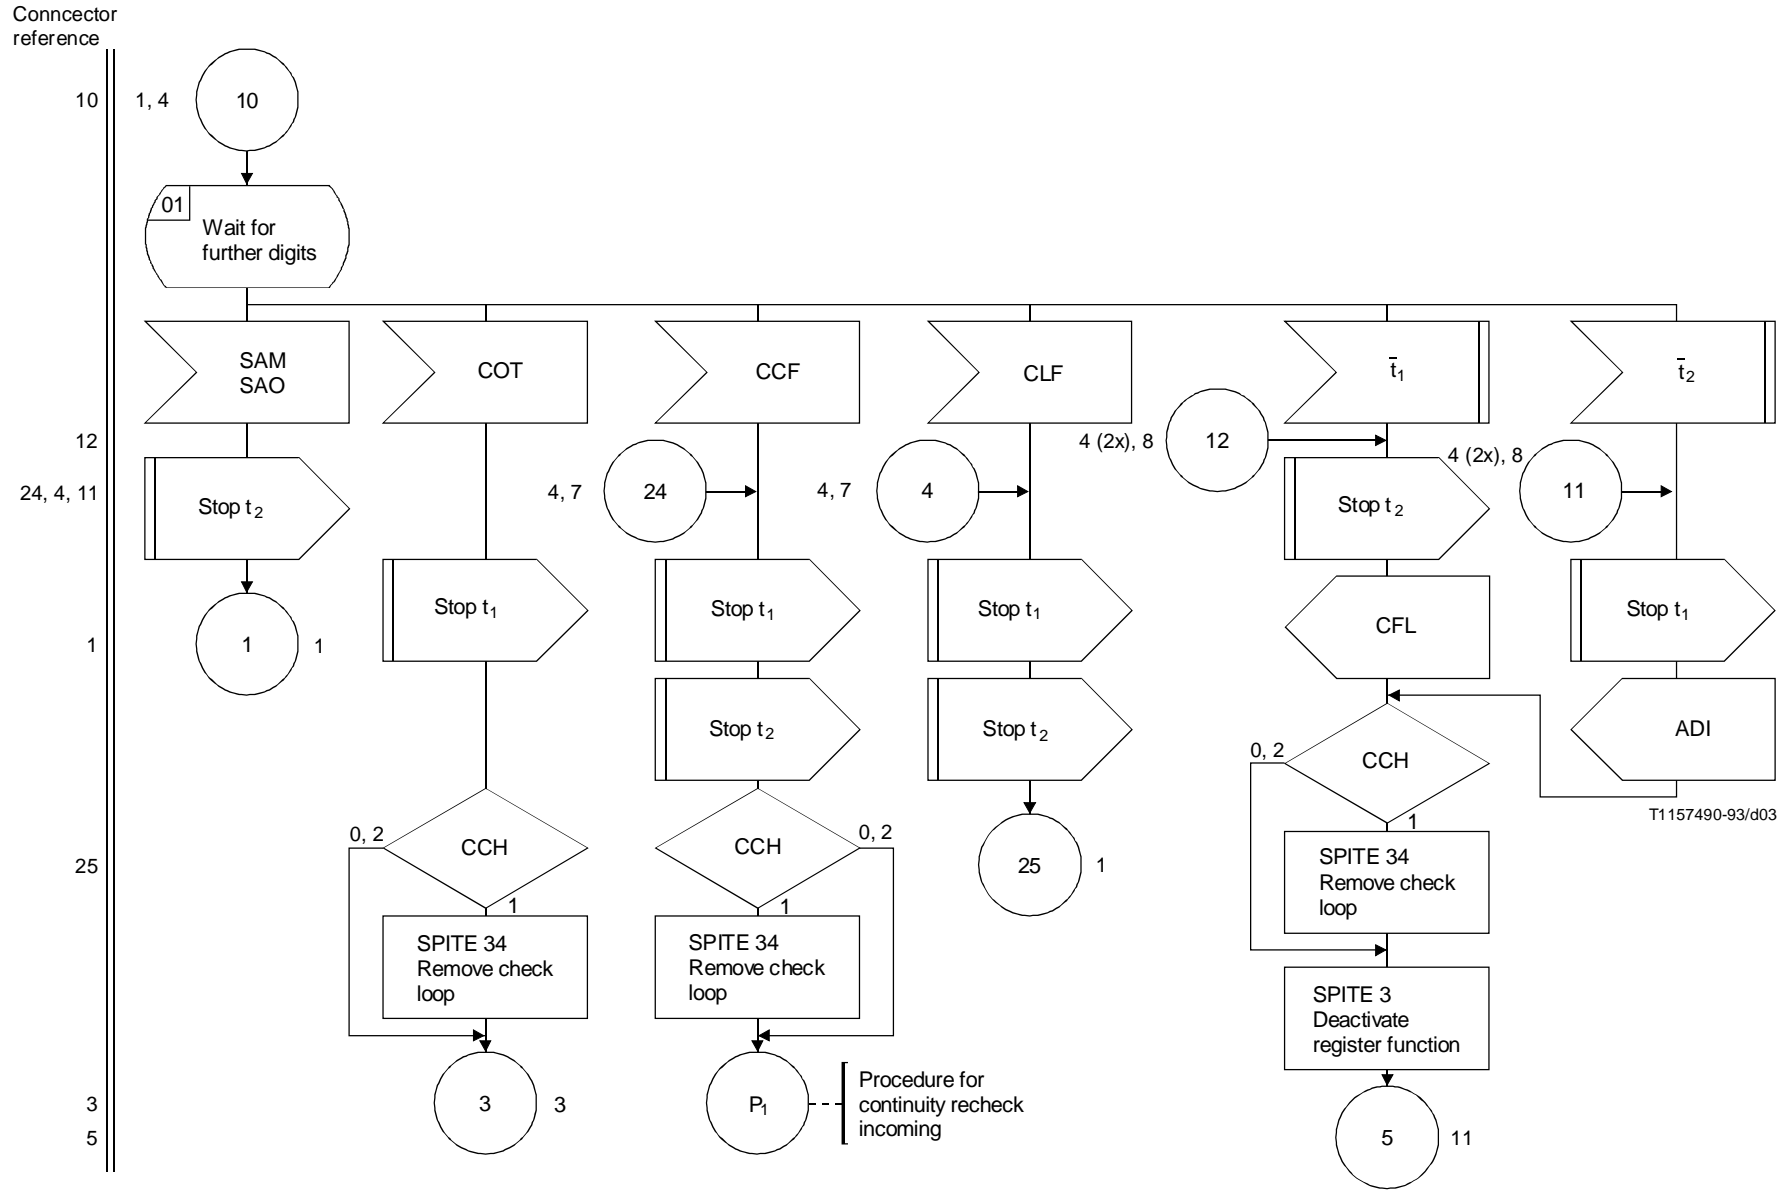 Conncector
reference
10
1, 4
10
01
Wait for
further digits
SAM
SAO
COT
CCF
CLF
t̄1
t̄2
12
4 (2x), 8
12
4 (2x), 8
24, 4, 11
Stop t2
4, 7
24
4, 7
4
Stop t2
11
1
1
1
Stop t1
Stop t1
Stop t1
CFL
Stop t1
Stop t2
Stop t2
ADI
0, 2
CCH
1
T1157490-93/d03
25
0, 2
CCH
1
CCH
0, 2
1
25
1
SPITE 34
Remove check
loop
SPITE 34
Remove check
loop
SPITE 34
Remove check
loop
SPITE 3
Deactivate
register function
3
3
3
P1
Procedure for
continuity recheck
incoming
5
5
11